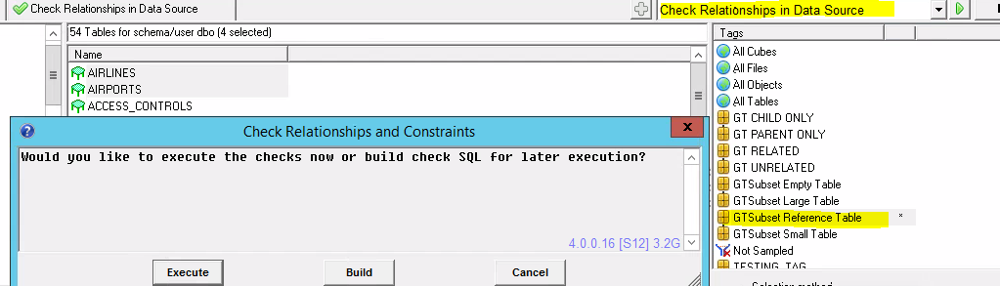 Check Relationships in Data Source
Check Relationships in Data Source
54 Tables for schema/user dbo (4 selected)
Name
AIRLINES
AIRPORTS
ACCESS_CONTROLS
Tags
All Cubes
All Files
All Objects
All Tables
GT CHILD ONLY
GT PARENT ONLY
GT RELATED
GT UNRELATED
GTSubset Empty Table
GTSubset Large Table
GTSubset Reference Table *
GTSubset Small Table
Not Sampled
TESTING_TAG
Selection method
Check Relationships and Constraints
x
Would you like to execute the checks now or build check SQL for later execution?
4.0.0.16 [S12] 3.2G
Execute
Build
Cancel